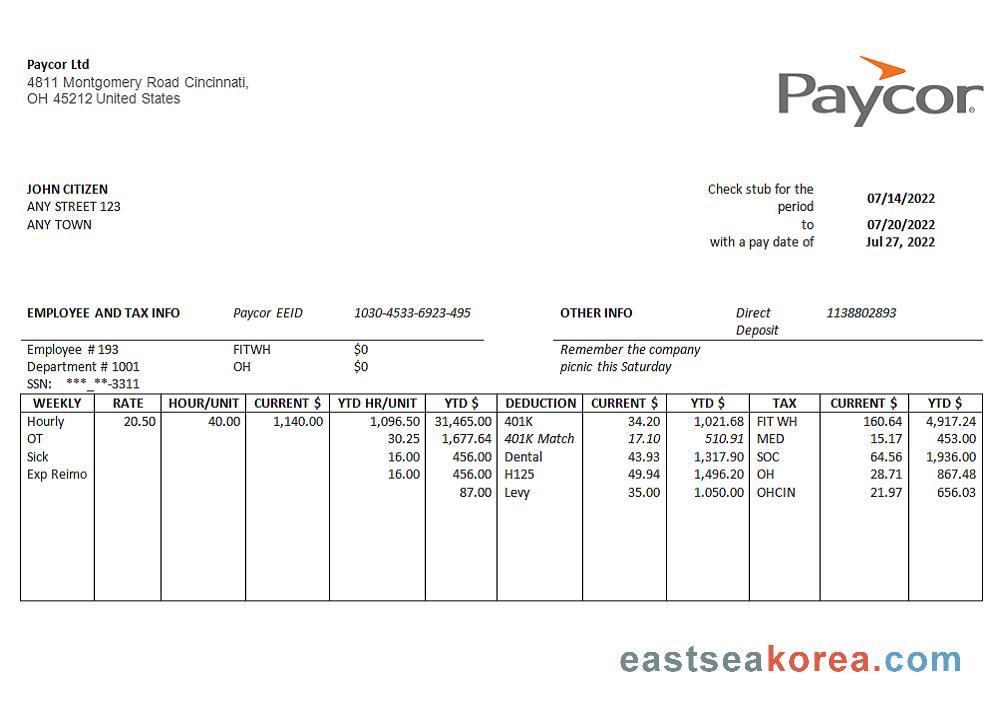 Paycor Ltd
4811 Montgomery Road Cincinnati,
OH 45212 United States
Paycor®
JOHN CITIZEN
ANY STREET 123
ANY TOWN
Check stub for the period 07/14/2022
to 07/20/2022
with a pay date of Jul 27, 2022
EMPLOYEE AND TAX INFO Paycor EEID 1030-4533-6923-495
Employee # 193 FITWH $0
Department # 1001 OH $0
SSN: ***_**-3311
OTHER INFO Direct Deposit 1138802893
Remember the company
picnic this Saturday
WEEKLY RATE HOUR/UNIT CURRENT $ YTD HR/UNIT YTD $ DEDUCTION CURRENT $ YTD $ TAX CURRENT $ YTD $
Hourly 20.50 40.00 1,140.00 1,096.50 31,465.00 401K 34.20 1,021.68 FIT WH 160.64 4,917.24
OT 30.25 1,677.64 401K Match 17.10 510.91 MED 15.17 453.00
Sick 16.00 456.00 Dental 43.93 1,317.90 SOC 64.56 1,936.00
Exp Reimo 16.00 456.00 H125 49.94 1,496.20 OH 28.71 867.48
87.00 Levy 35.00 1.050.00 OHCIN 21.97 656.03
eastseakorea.com